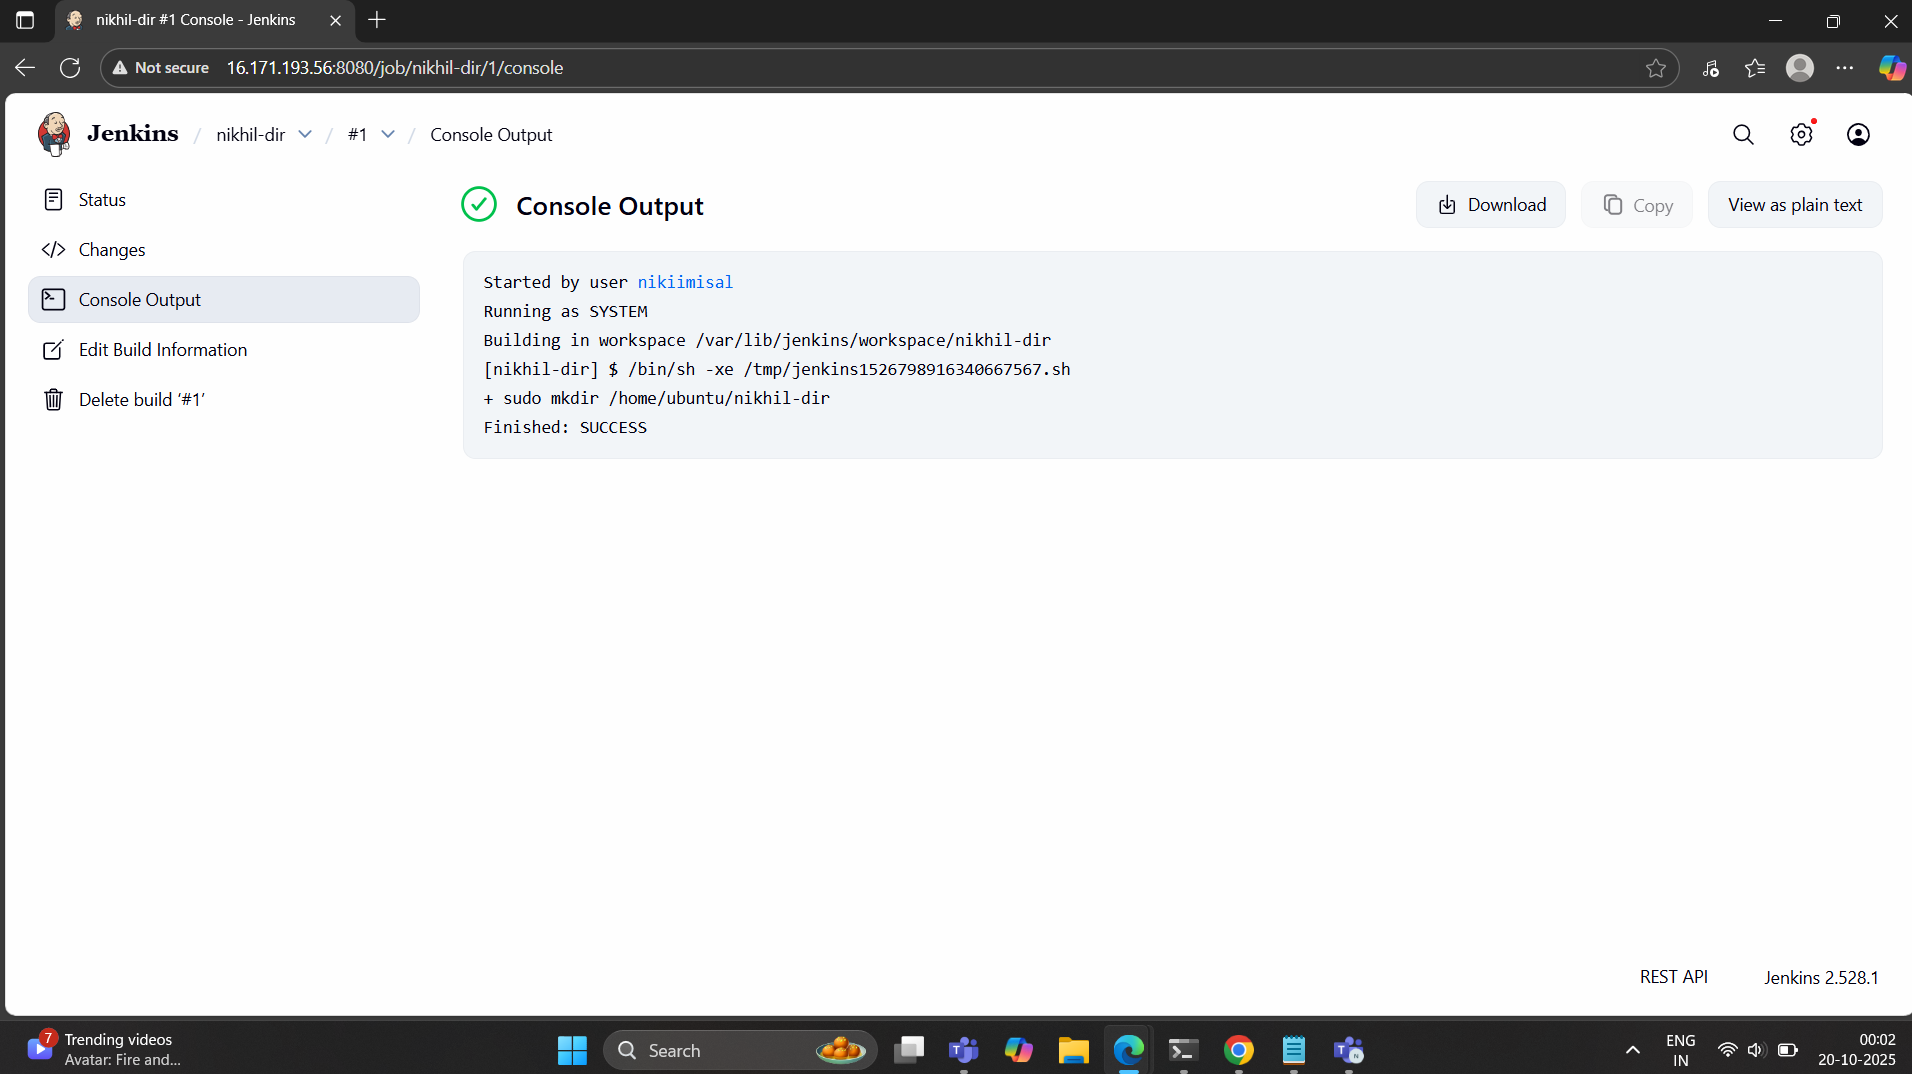 nikhil-dir #1 Console - Jenkins
Not secure 16.171.193.56:8080/job/nikhil-dir/1/console
Jenkins / nikhil-dir / #1 / Console Output
Status
Changes
Console Output
Edit Build Information
Delete build ‘#1’
Console Output
Download
Copy
View as plain text
Started by user nikiimisal
Running as SYSTEM
Building in workspace /var/lib/jenkins/workspace/nikhil-dir
[nikhil-dir] $ /bin/sh -xe /tmp/jenkins1526798916340667567.sh
+ sudo mkdir /home/ubuntu/nikhil-dir
Finished: SUCCESS
REST API
Jenkins 2.528.1
7
Trending videos
Avatar: Fire and...
Search
ENG
IN
00:02
20-10-2025